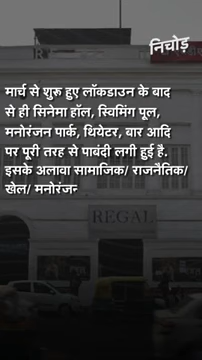 निचोड़
मार्च से शुरू हुए लॉकडाउन के बाद
से ही सिनेमा हॉल, स्विमिंग पूल,
मनोरंजन पार्क, थियेटर, बार आदि
पर पूरी तरह से पाबंदी लगी हुई है.
इसके अलावा सामाजिक/ राजनैतिक/
खेल/ मनोरंजन
REGAL